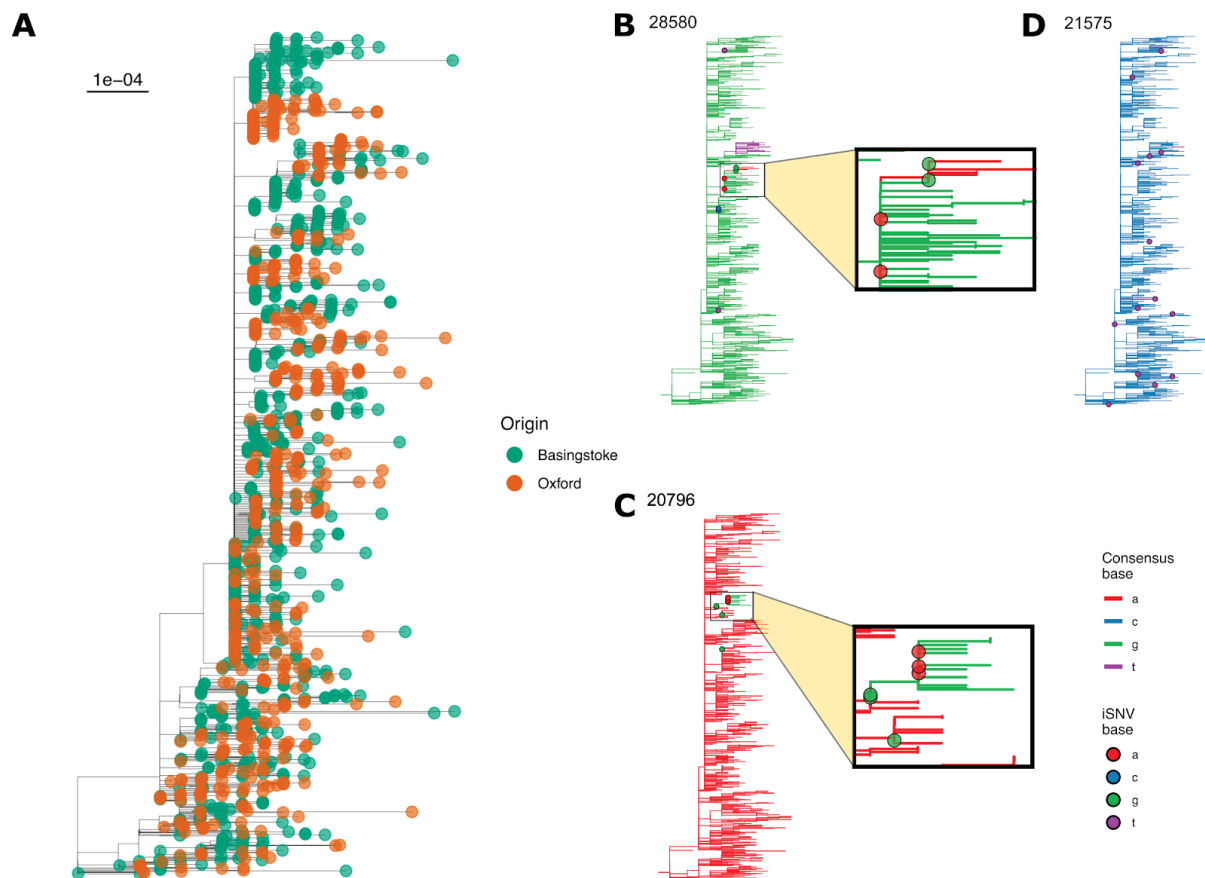 A
1e-04
Origin
Basingstoke
Oxford
B 28580
C 20796
D 21575
Consensus
base
a
c
g
t
iSNV
base
a
c
g
t